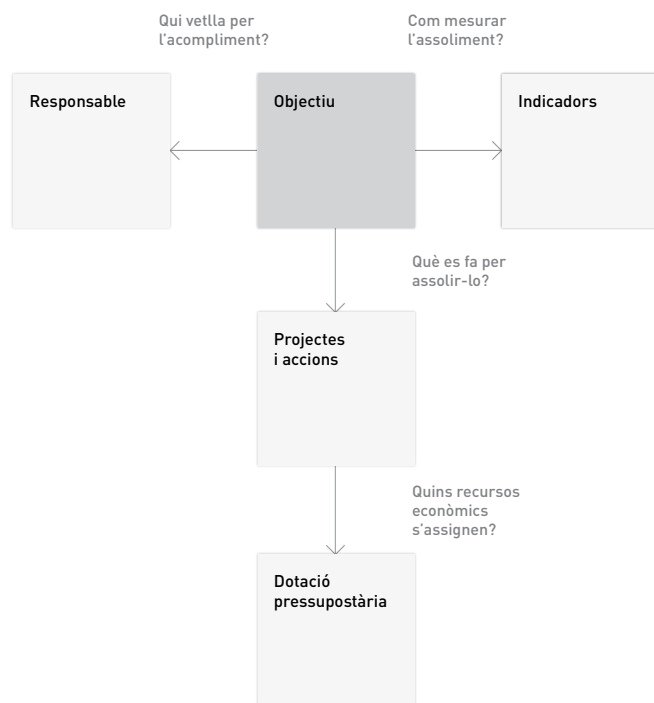 Qui vetlla per
l’acompliment?
Com mesurar
l’assoliment?
Responsable
Objectiu
Indicadors
Què es fa per
assolir-lo?
Projectes
i accions
Quins recursos
econòmics
s’assignen?
Dotació
pressupostària